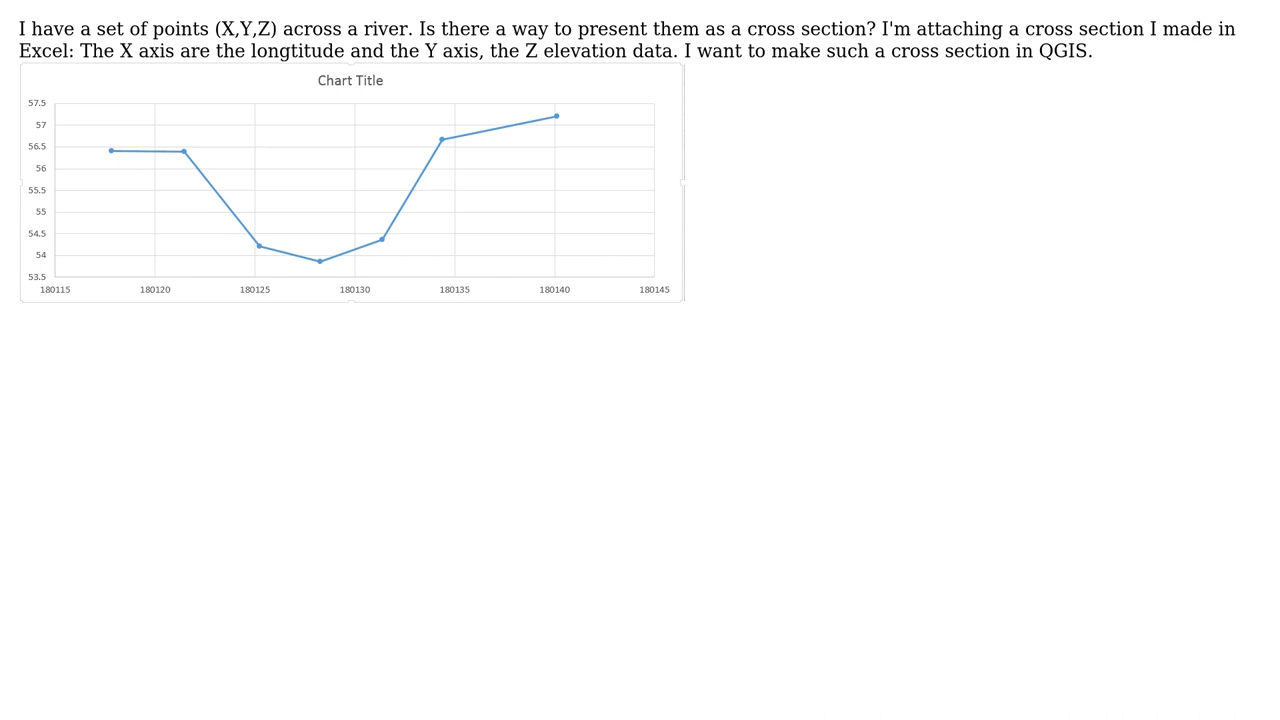 I have a set of points (X,Y,Z) across a river. Is there a way to present them as a cross section? I'm attaching a cross section I made in
Excel: The X axis are the longtitude and the Y axis, the Z elevation data. I want to make such a cross section in QGIS.
Chart Title
57.5
57
56.5
56
55.5
55
54.5
54
53.5
180115 180120 180125 180130 180135 180140 180145